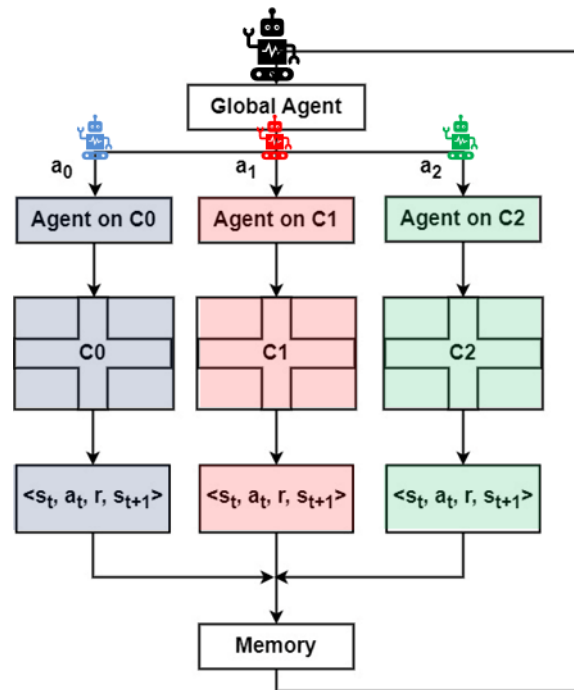 Global Agent
a0 a1 a2
Agent on C0 Agent on C1 Agent on C2
C0 C1 C2
<st, at, r, st+1> <st, at, r, st+1> <st, at, r, st+1>
Memory